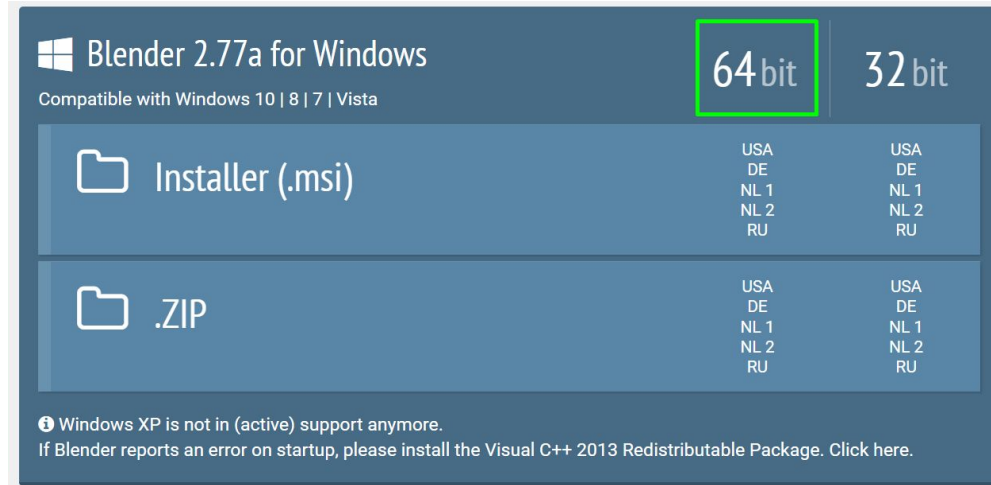 Blender 2.77a for Windows
64 bit
32 bit
Compatible with Windows 10 | 8 | 7 | Vista
Installer (.msi)
USA
DE
NL 1
NL 2
RU
USA
DE
NL 1
NL 2
RU
.ZIP
USA
DE
NL 1
NL 2
RU
USA
DE
NL 1
NL 2
RU
Windows XP is not in (active) support anymore.
If Blender reports an error on startup, please install the Visual C++ 2013 Redistributable Package. Click here.